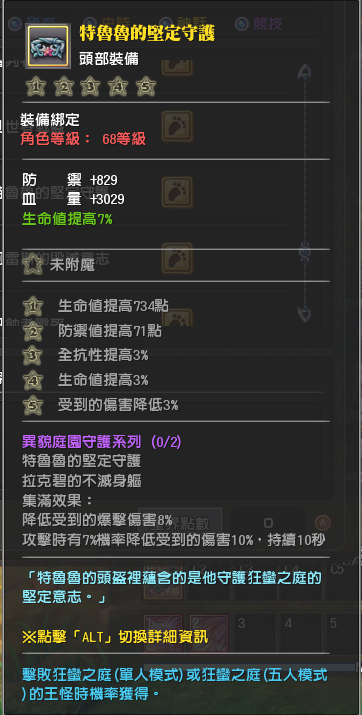 特魯魯的堅定守護
頭部裝備
1 2 3 4 5
裝備綁定
角色等級： 68等級
防　禦 +829
血　量 +3029
生命值提高7%
未附魔
1 生命值提高734點
2 防禦值提高71點
3 全抗性提高3%
4 生命值提高3%
5 受到的傷害降低3%
異貌庭園守護系列 (0/2)
特魯魯的堅定守護
拉克碧的不滅身軀
集滿效果：
降低受到的爆擊傷害8%
攻擊時有7%機率降低受到的傷害10%，持續10秒
「特魯魯的頭盔裡蘊含的是他守護狂蠻之庭的
堅定意志。」
※點擊「ALT」切換詳細資訊
擊敗狂蠻之庭(單人模式)或狂蠻之庭(五人模式
)的王怪時機率獲得。